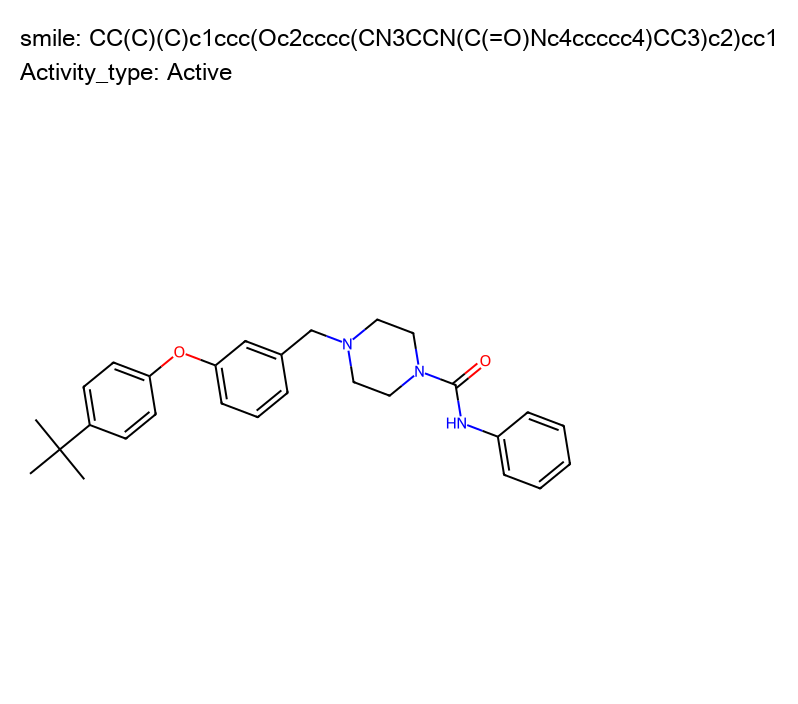 smile: CC(C)(C)c1ccc(Oc2cccc(CN3CCN(C(=O)Nc4ccccc4)CC3)c2)cc1
Activity_type: Active
O
N
O
N
HN